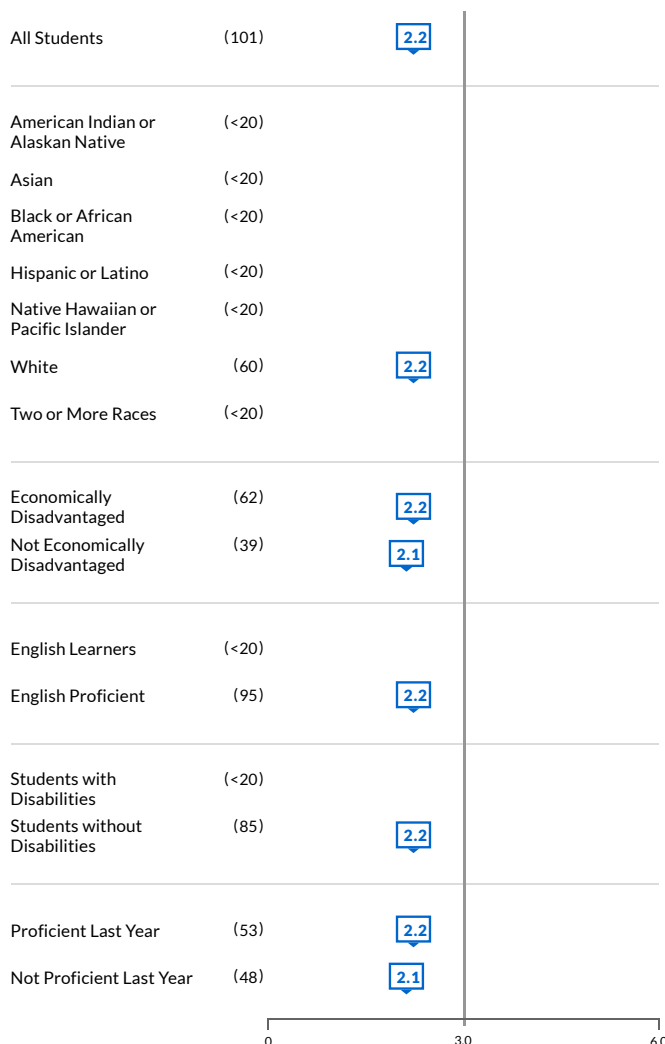 All Students (101) 2.2
American Indian or (<20)
Alaskan Native
Asian (<20)
Black or African (<20)
American
Hispanic or Latino (<20)
Native Hawaiian or (<20)
Pacific Islander
White (60) 2.2
Two or More Races (<20)
Economically (62) 2.2
Disadvantaged
Not Economically (39) 2.1
Disadvantaged
English Learners (<20)
English Proficient (95) 2.2
Students with (<20)
Disabilities
Students without (85) 2.2
Disabilities
Proficient Last Year (53) 2.2
Not Proficient Last Year (48) 2.1
0 3.0 6.0